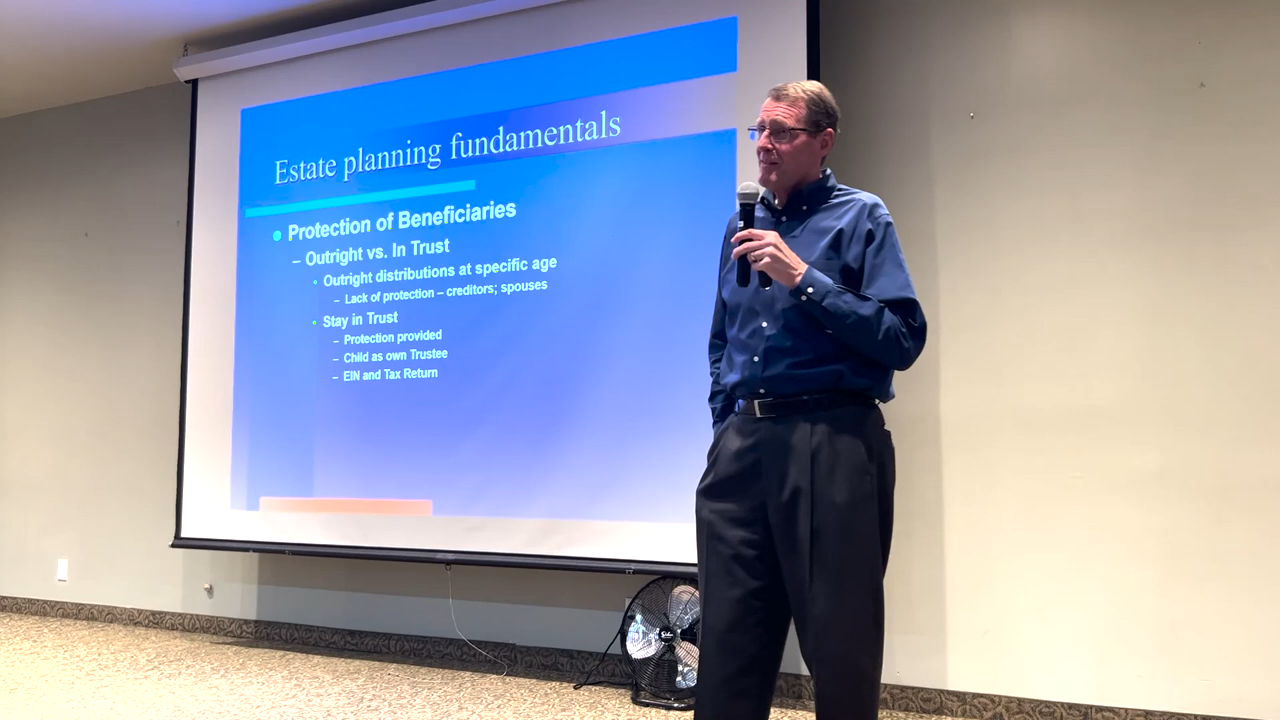 Estate planning fundamentals
Protection of Beneficiaries
– Outright vs. In Trust
Outright distributions at specific age
– Lack of protection – creditors; spouses
Stay in Trust
– Protection provided
– Child as own Trustee
– EIN and Tax Return